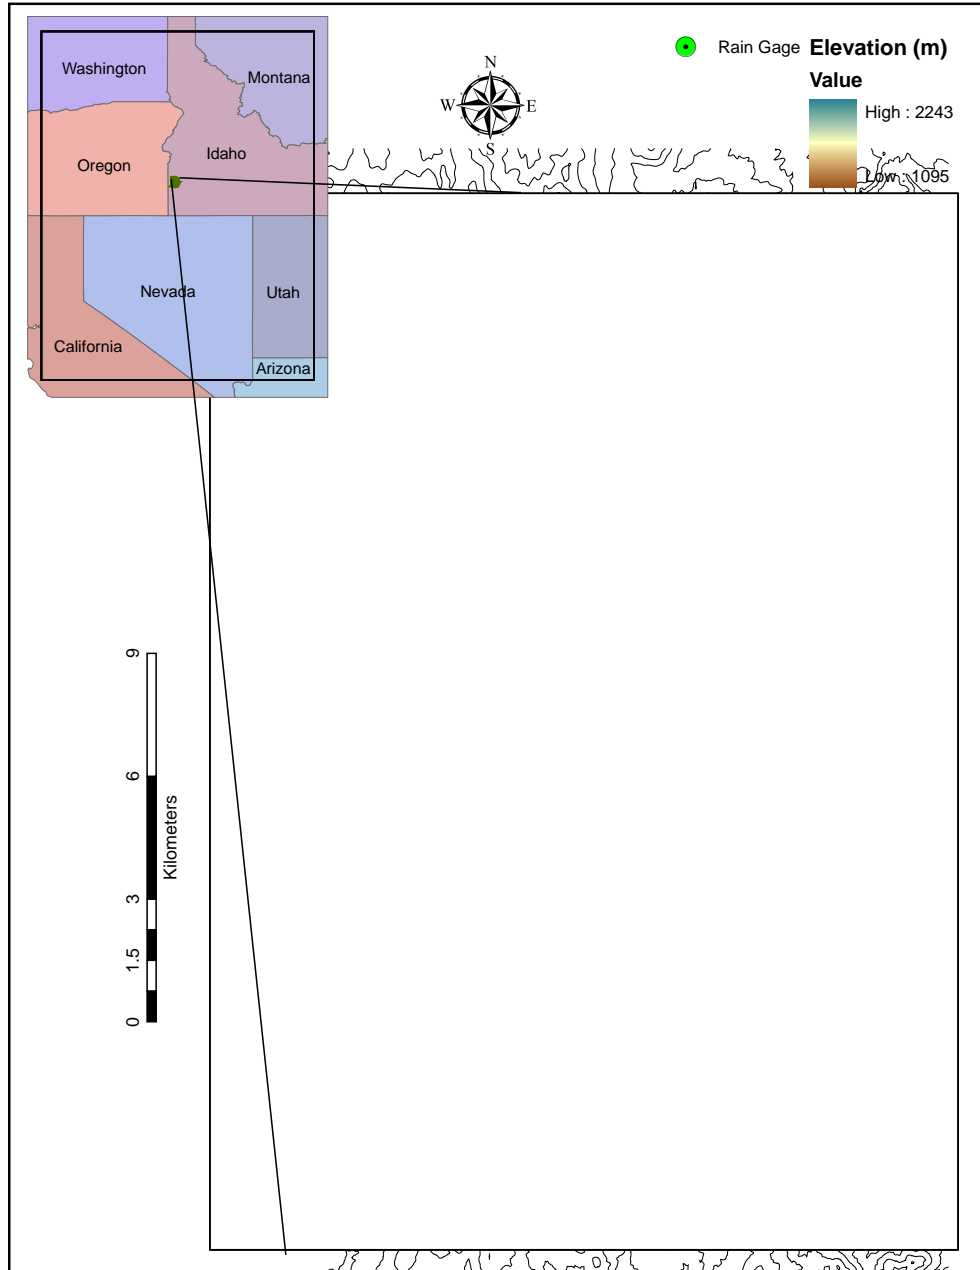 Washington
Montana
Oregon
Idaho
Nevada
Utah
California
Arizona
N
W E
S
Rain Gage
Elevation (m)
Value
High : 2243
Low : 1095
0 1.5 3 6 9
Kilometers